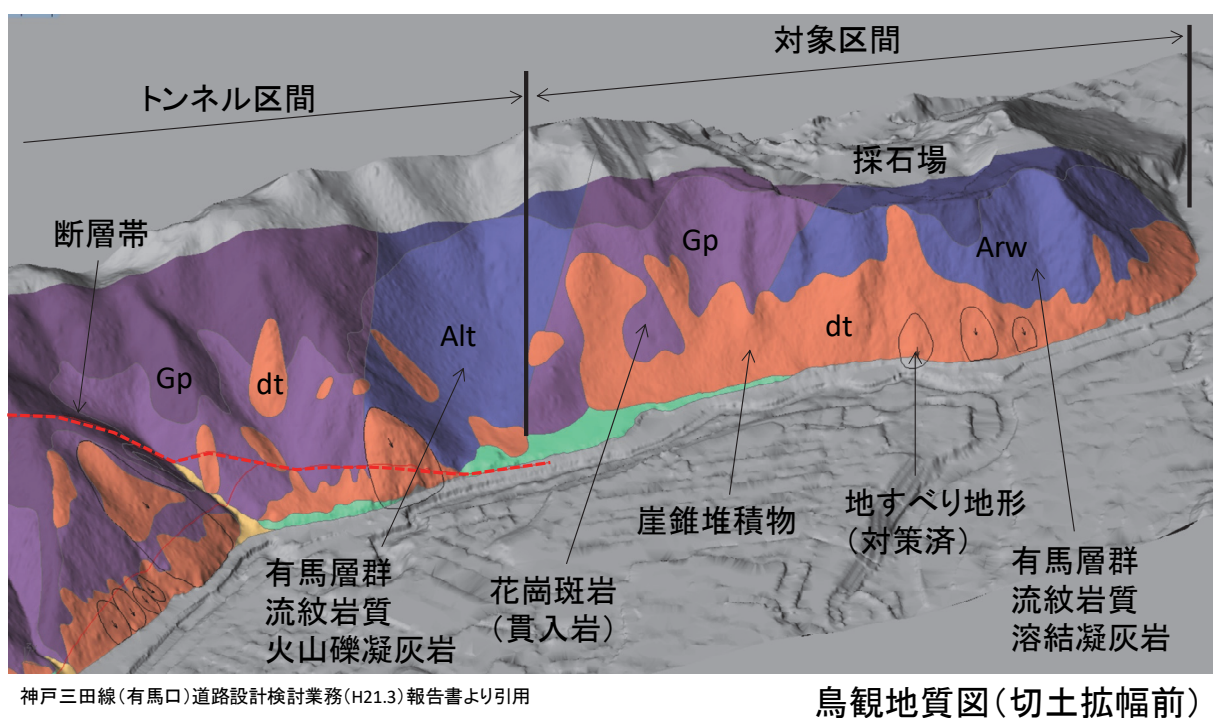 対象区間
トンネル区間
採石場
断層帯
Gp
Arw
Alt
dt
Gp
dt
崖錐堆積物
地すべり地形
(対策済)
花崗斑岩
(貫入岩)
有馬層群
流紋岩質
火山礫凝灰岩
有馬層群
流紋岩質
溶結凝灰岩
神戸三田線(有馬口)道路設計検討業務(H21.3)報告書より引用
鳥観地質図(切土拡幅前)